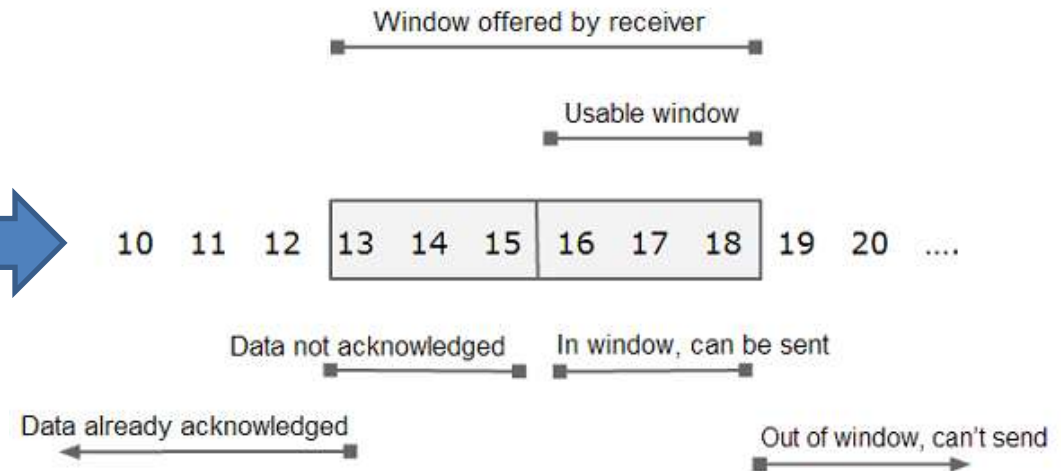 Window offered by receiver
Usable window
10 11 12 13 14 15 16 17 18 19 20 ....
Data not acknowledged In window, can be sent
Data already acknowledged
Out of window, can't send